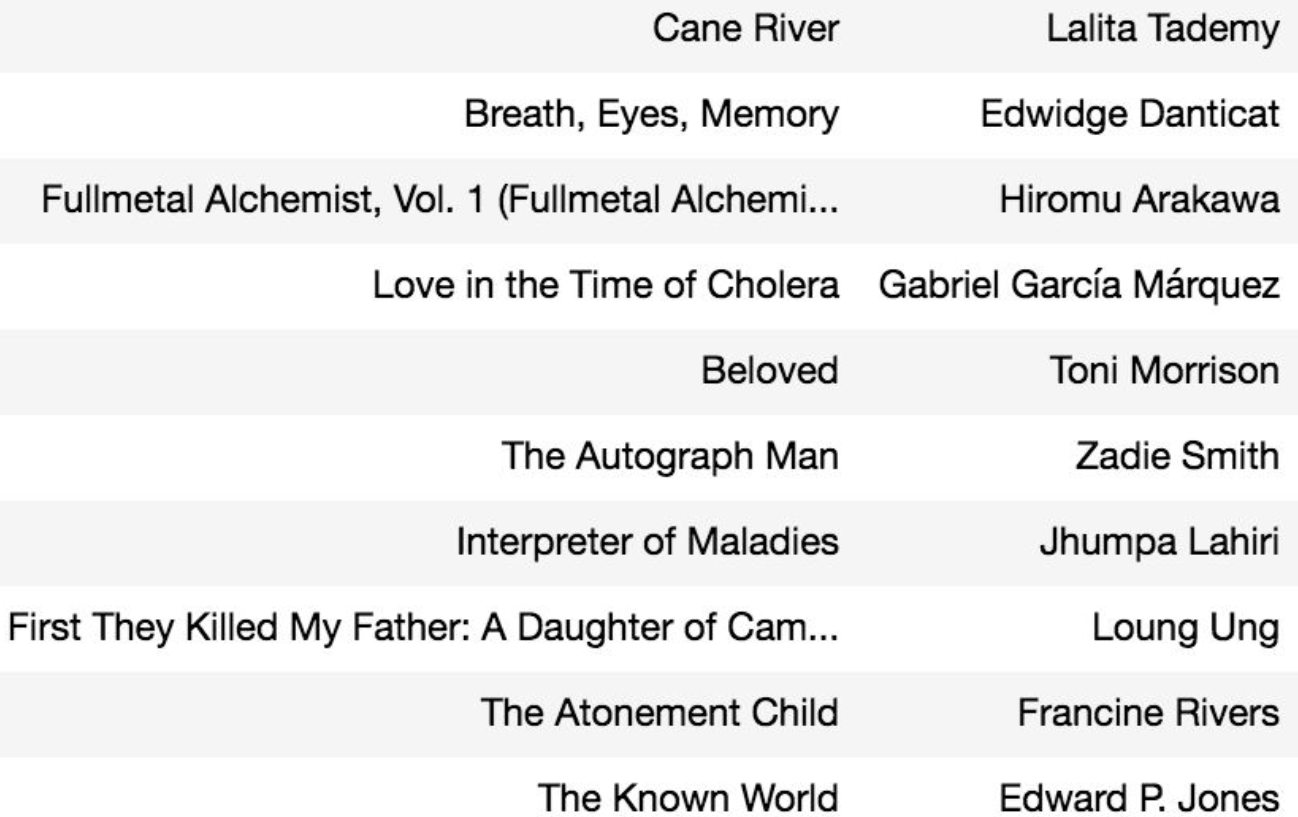 Cane River Lalita Tademy
Breath, Eyes, Memory Edwidge Danticat
Fullmetal Alchemist, Vol. 1 (Fullmetal Alchemi... Hiromu Arakawa
Love in the Time of Cholera Gabriel García Márquez
Beloved Toni Morrison
The Autograph Man Zadie Smith
Interpreter of Maladies Jhumpa Lahiri
First They Killed My Father: A Daughter of Cam... Loung Ung
The Atonement Child Francine Rivers
The Known World Edward P. Jones